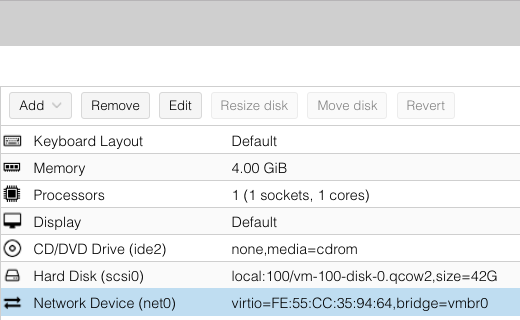 Add Remove Edit Resize disk Move disk Revert
Keyboard Layout Default
Memory 4.00 GiB
Processors 1 (1 sockets, 1 cores)
Display Default
CD/DVD Drive (ide2) none,media=cdrom
Hard Disk (scsi0) local:100/vm-100-disk-0.qcow2,size=42G
Network Device (net0) virtio=FE:55:CC:35:94:64,bridge=vmbr0